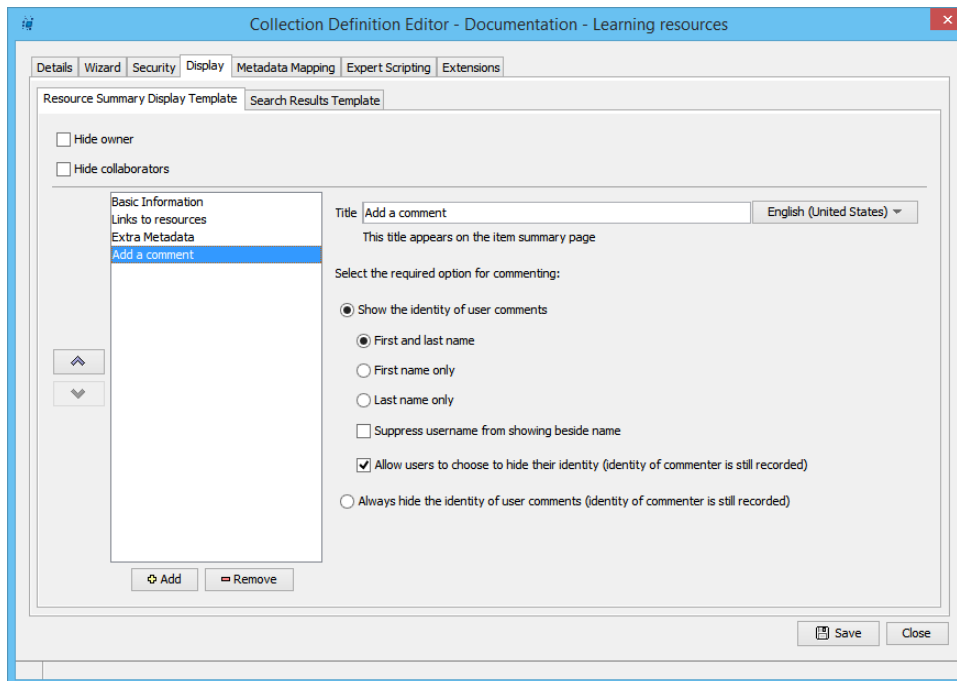 Collection Definition Editor - Documentation - Learning resources
Details Wizard Security Display Metadata Mapping Expert Scripting Extensions
Resource Summary Display Template Search Results Template
Hide owner
Hide collaborators
Basic Information
Links to resources
Extra Metadata
Add a comment
Title Add a comment English (United States)
This title appears on the item summary page
Select the required option for commenting:
Show the identity of user comments
First and last name
First name only
Last name only
Suppress username from showing beside name
Allow users to choose to hide their identity (identity of commenter is still recorded)
Always hide the identity of user comments (identity of commenter is still recorded)
Add Remove
Save Close